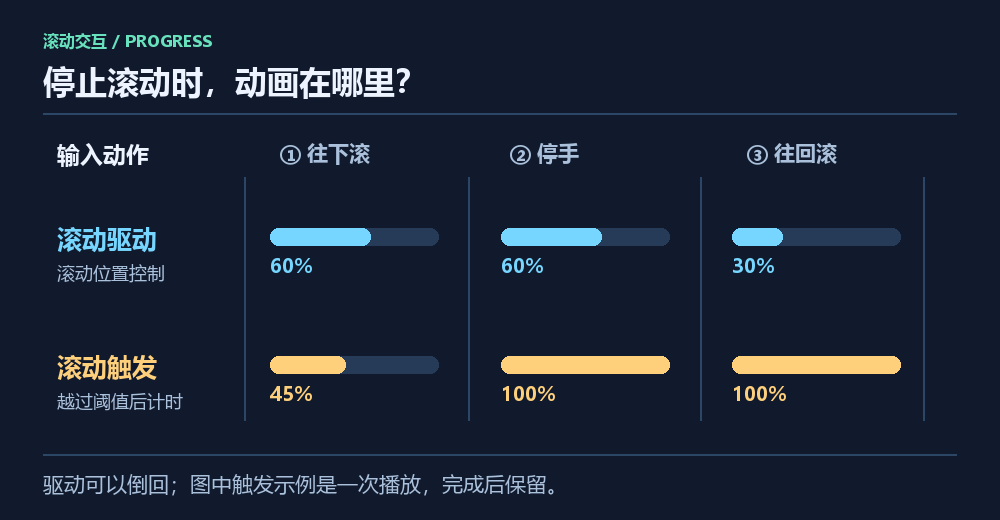 滚动交互 / PROGRESS
停止滚动时，动画在哪里？
输入动作 ① 往下滚 ② 停手 ③ 往回滚
滚动驱动
滚动位置控制
60% 60% 30%
滚动触发
越过阈值后计时
45% 100% 100%
驱动可以倒回；图中触发示例是一次播放，完成后保留。